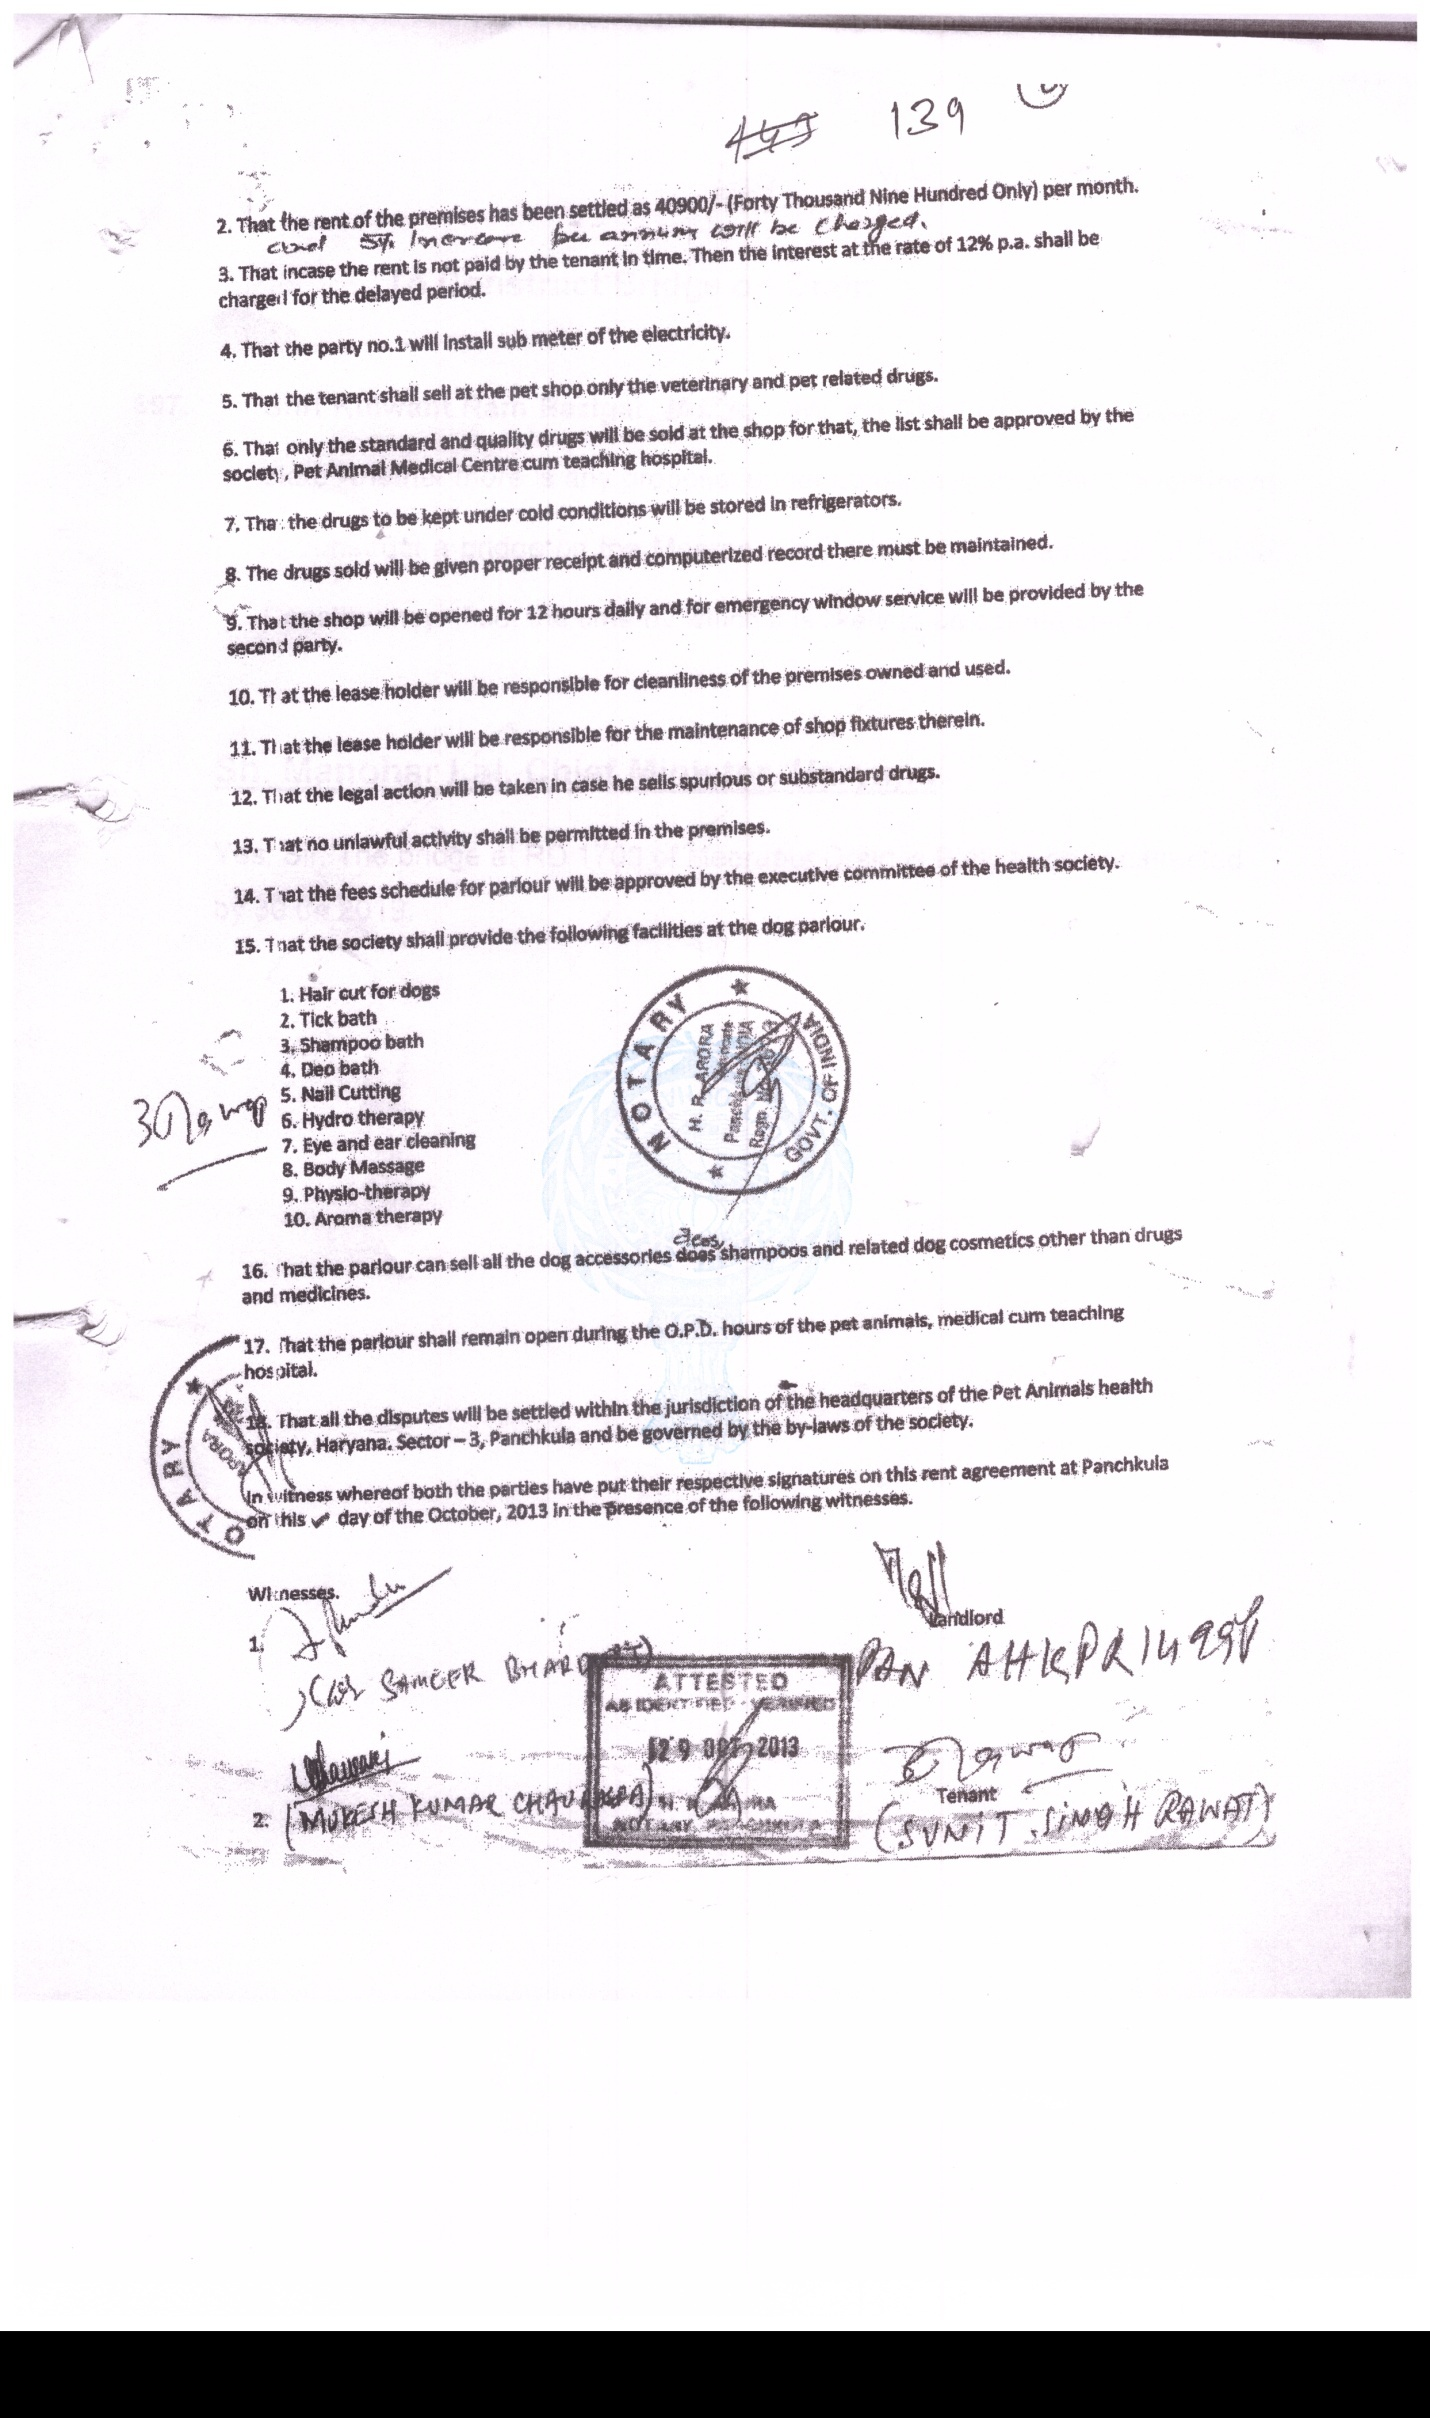 139
2. That the rent of the premises has been settled as 40900/- (Forty Thousand Nine Hundred Only) per month.
and 5% Increase per annum will be charged.
3. That incase the rent is not paid by the tenant in time. Then the interest at the rate of 12% p.a. shall be
charged for the delayed period.
4. That the party no.1 will install sub meter of the electricity.
5. That the tenant shall sell at the pet shop only the veterinary and pet related drugs.
6. That only the standard and quality drugs will be sold at the shop for that, the list shall be approved by the
society, Pet Animal Medical Centre cum teaching hospital.
7. That the drugs to be kept under cold conditions will be stored in refrigerators.
8. The drugs sold will be given proper receipt and computerized record there must be maintained.
9. That the shop will be opened for 12 hours daily and for emergency window service will be provided by the
second party.
10. That the lease holder will be responsible for cleanliness of the premises owned and used.
11. That the lease holder will be responsible for the maintenance of shop fixtures therein.
12. That the legal action will be taken in case he sells spurious or substandard drugs.
13. That no unlawful activity shall be permitted in the premises.
14. That the fees schedule for parlour will be approved by the executive committee of the health society.
15. That the society shall provide the following facilities at the dog parlour.
1. Hair cut for dogs
2. Tick bath
3. Shampoo bath
4. Deo bath
5. Nail Cutting
6. Hydro therapy
7. Eye and ear cleaning
8. Body Massage
9. Physio-therapy
10. Aroma therapy
NOTARY
H. R. ARORA
GOVT. OF INDIA
deos,
16. That the parlour can sell all the dog accessories does shampoos and related dog cosmetics other than drugs
and medicines.
17. That the parlour shall remain open during the O.P.D. hours of the pet animals, medical cum teaching
hospital.
18. That all the disputes will be settled within the jurisdiction of the headquarters of the Pet Animals health
society, Haryana. Sector – 3, Panchkula and be governed by the by-laws of the society.
OTARY
In witness whereof both the parties have put their respective signatures on this rent agreement at Panchkula
on this day of the October, 2013 in the presence of the following witnesses.
Witnesses.
Landlord
1.
SAMEER
PAN
ATTESTED
AS IDENTIFIED - VERIFIED
29 OCT 2013
NOTARY PANCHKULA
Tenant
2. (MUKESH KUMAR
(SUNIT SINGH RAWAT)